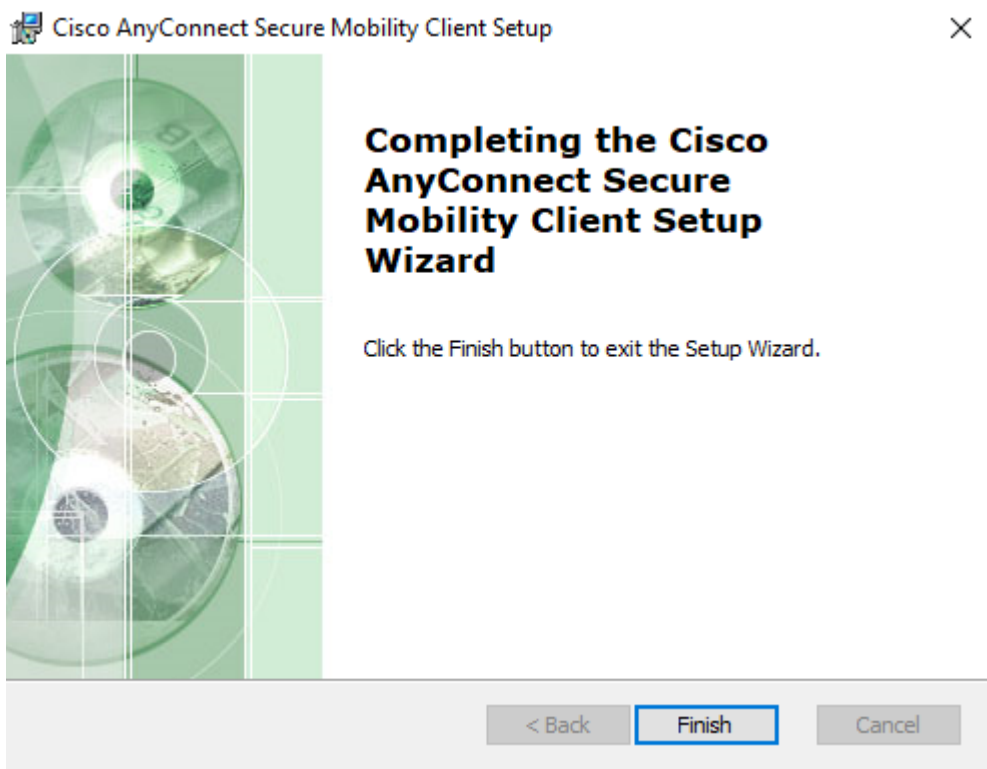 Cisco AnyConnect Secure Mobility Client Setup
Completing the Cisco
AnyConnect Secure
Mobility Client Setup
Wizard
Click the Finish button to exit the Setup Wizard.
< Back
Finish
Cancel